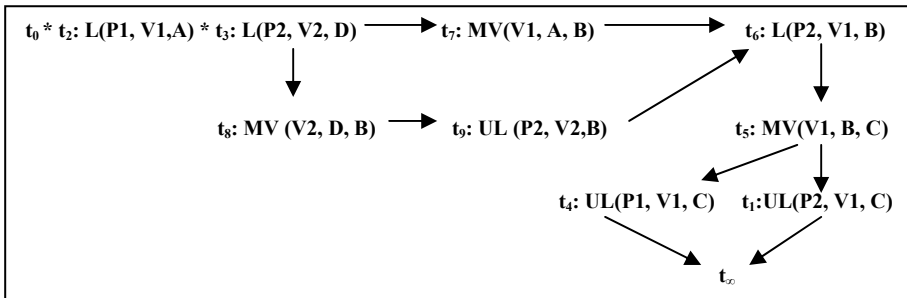 t₀ * t₂: L(P1, V1,A) * t₃: L(P2, V2, D) t₇: MV(V1, A, B) t₆: L(P2, V1, B)
t₈: MV (V2, D, B) t₉: UL (P2, V2,B) t₅: MV(V1, B, C)
t₄: UL(P1, V1, C) t₁:UL(P2, V1, C)
t∞